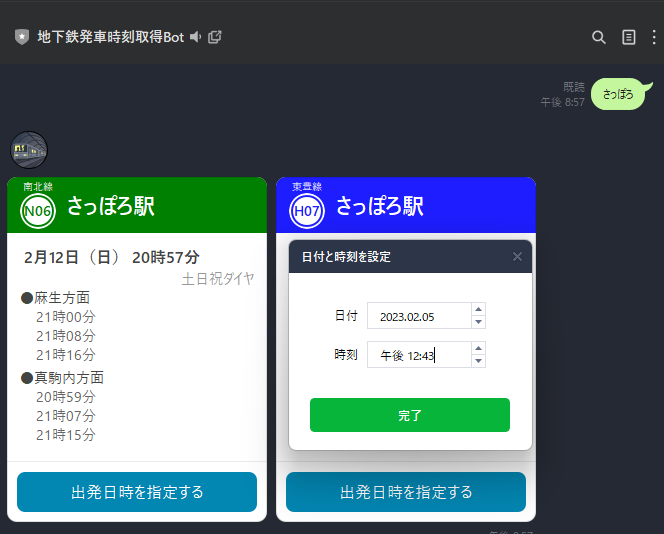 地下鉄発車時刻取得Bot
既読
午後 8:57
さっぽろ
南北線
N06
さっぽろ駅
2月12日（日） 20時57分
土日祝ダイヤ
●麻生方面
21時00分
21時08分
21時16分
●真駒内方面
20時59分
21時07分
21時15分
出発日時を指定する
東豊線
H07
さっぽろ駅
日付と時刻を設定
日付
2023.02.05
時刻
午後 12:43
完了
出発日時を指定する
午後 8:57